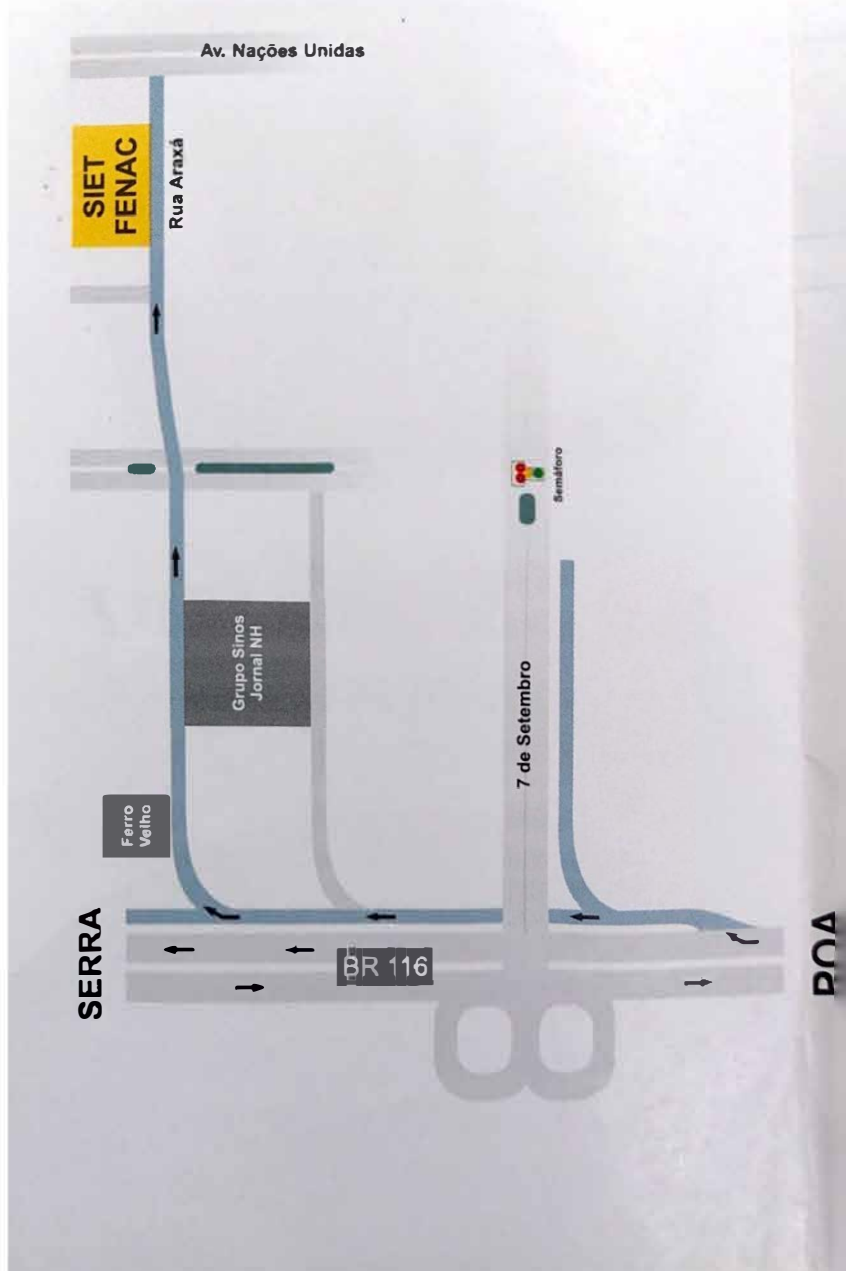 Av. Nações Unidas
SIET
FENAC
Rua Araxá
Semáforo
Grupo Sinos
Jornal NH
7 de Setembro
Ferro
Velho
SERRA
BR 116
POA